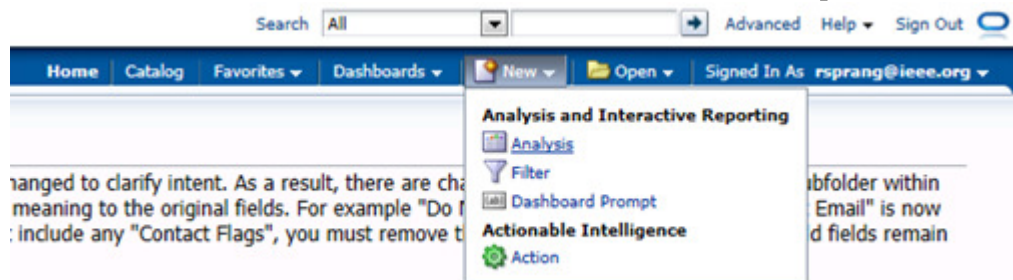 Search All Advanced Help Sign Out
Home Catalog Favorites Dashboards New Open Signed In As rsprang@ieee.org
Analysis and Interactive Reporting
Analysis
Filter
Dashboard Prompt
Actionable Intelligence
Action
to clarify intent. As a result, there are within
meaning to the original fields. For example "Do Email" is now
include any "Contact Flags", you must remove fields remain